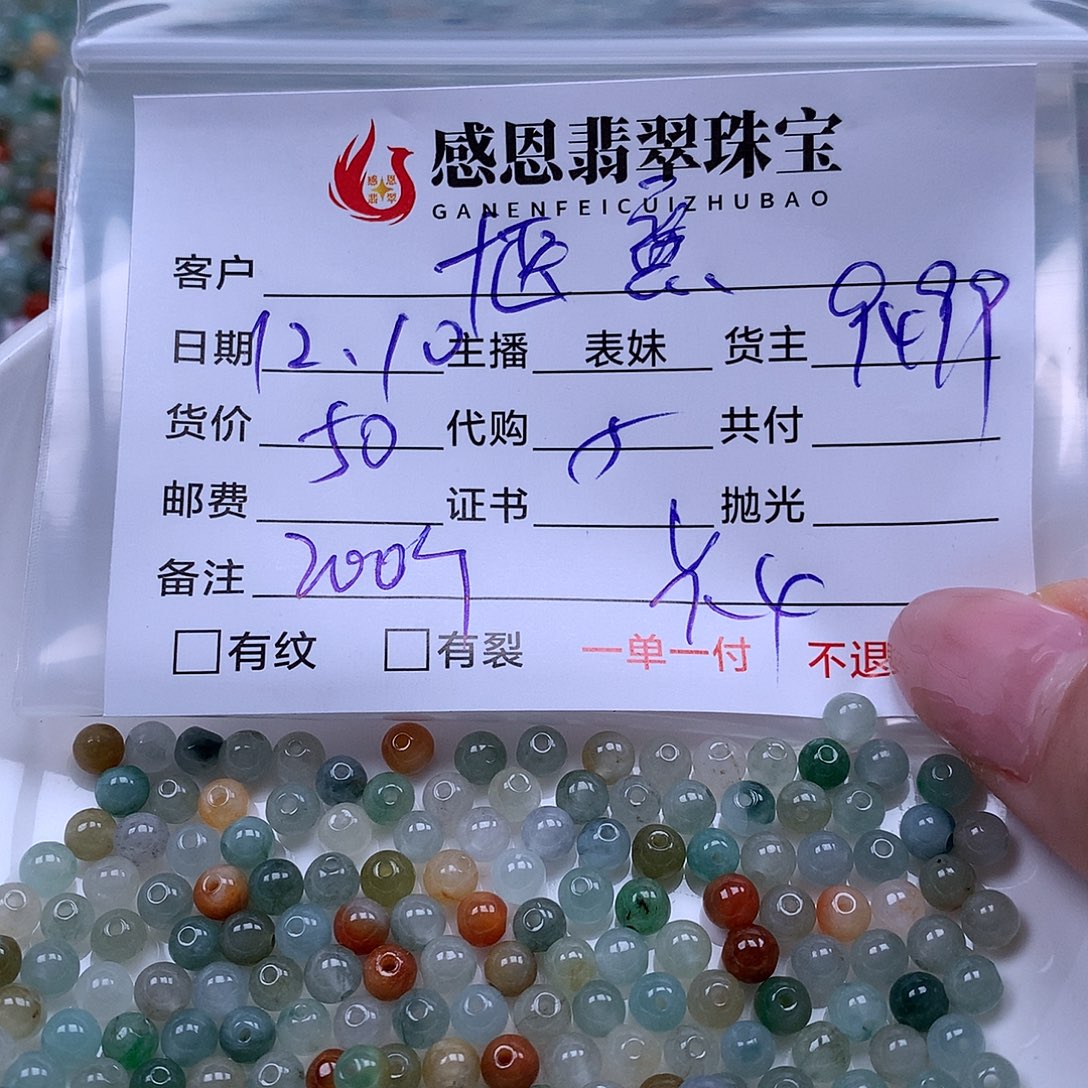 感恩翡翠珠宝
GANENFEICUIZHUBAO
客户
日期 12、10 主播 表妹 货主 9499
货价 50 代购 5 共付
邮费 证书 抛光
备注 200个
有纹 有裂 一单一付 不退